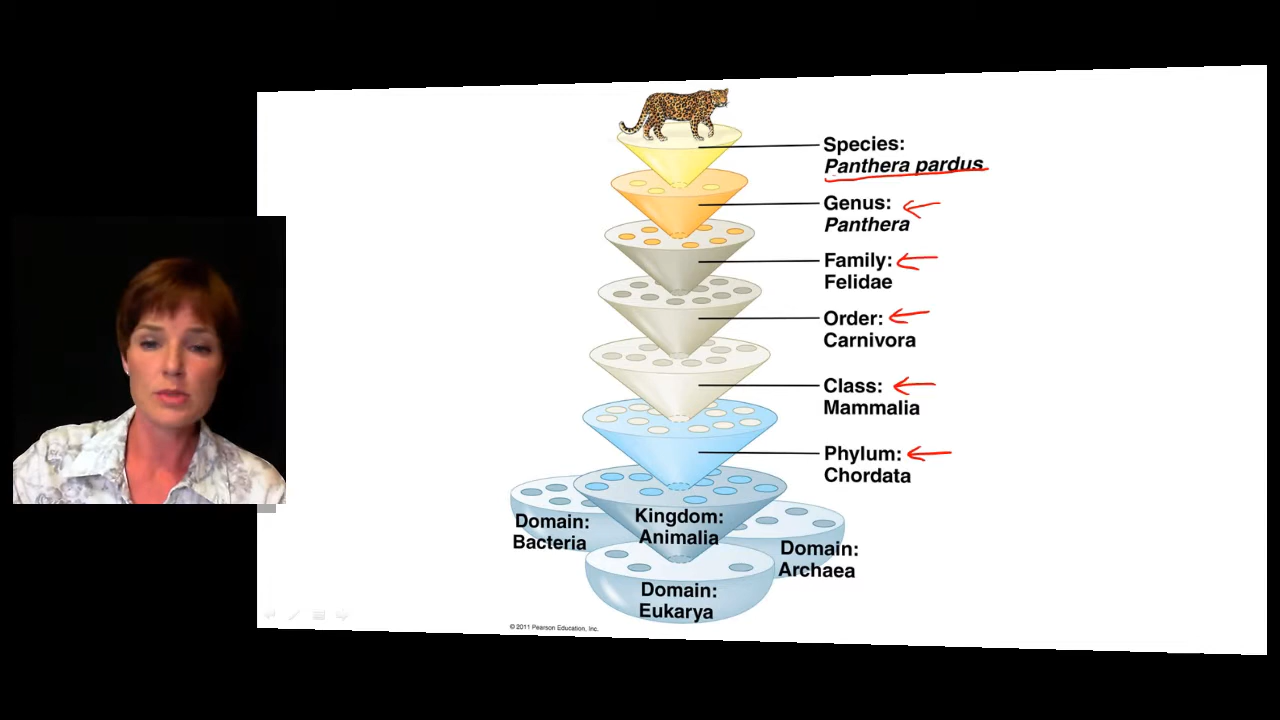 Species:
Panthera pardus
Genus:
Panthera
Family:
Felidae
Order:
Carnivora
Class:
Mammalia
Phylum:
Chordata
Kingdom:
Animalia
Domain:
Bacteria
Domain:
Archaea
Domain:
Eukarya
© 2011 Pearson Education, Inc.